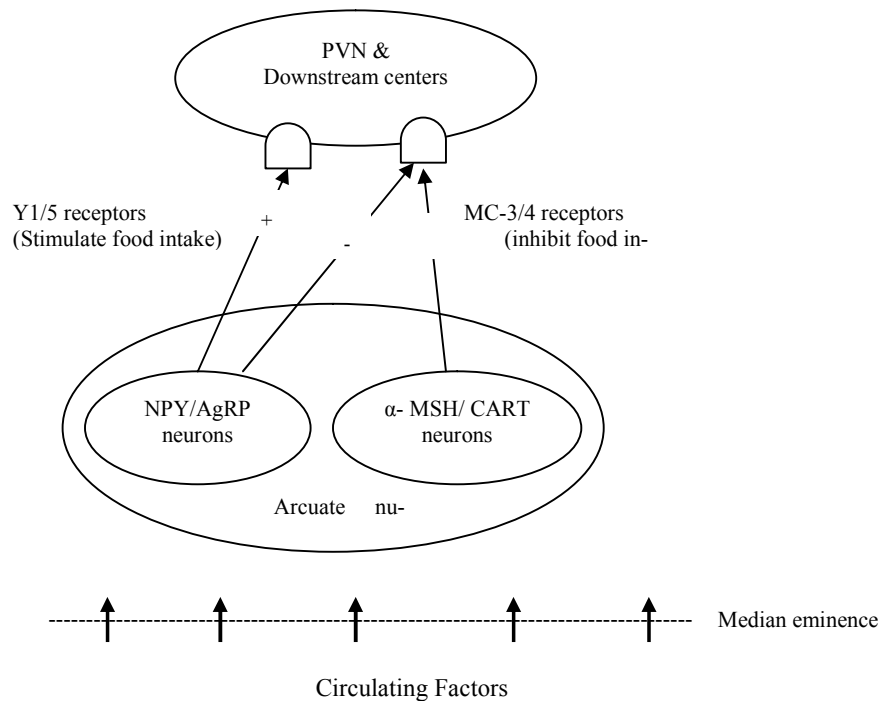 PVN &
Downstream centers
Y1/5 receptors
(Stimulate food intake)
+
-
MC-3/4 receptors
(inhibit food in-
NPY/AgRP
neurons
α- MSH/ CART
neurons
Arcuate nu-
Median eminence
Circulating Factors